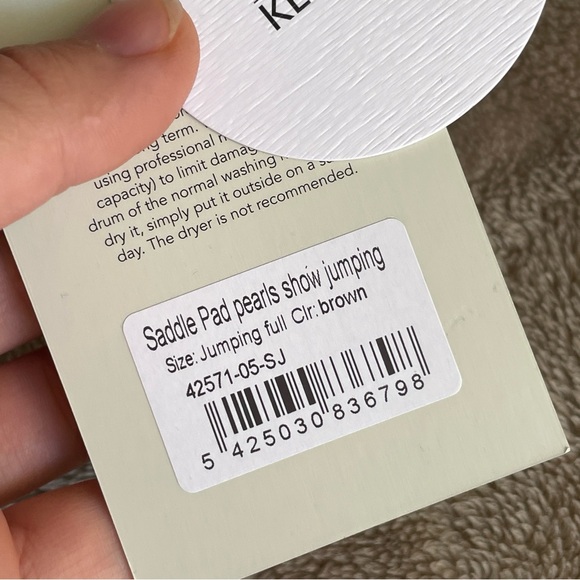 KE
g term.
using professional
capacity) to limit
drum of the normal washing
dry it, simply put it outside on a
day. The dryer is not recommended.
Saddle Pad pearls show jumping
Size: Jumping full Clr: brown
42571-05-SJ
5 425030 836798